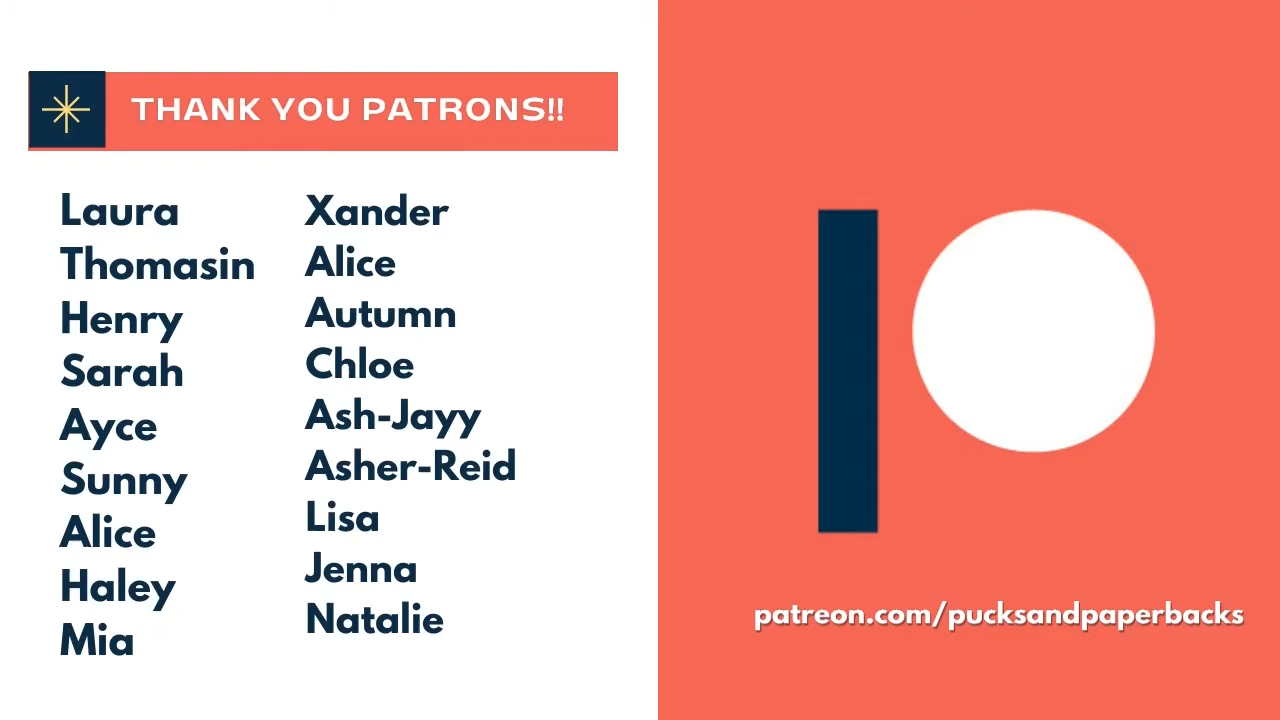 THANK YOU PATRONS!!
Laura
Thomasin
Henry
Sarah
Ayce
Sunny
Alice
Haley
Mia
Xander
Alice
Autumn
Chloe
Ash-Jayy
Asher-Reid
Lisa
Jenna
Natalie
patreon.com/pucksandpaperbacks